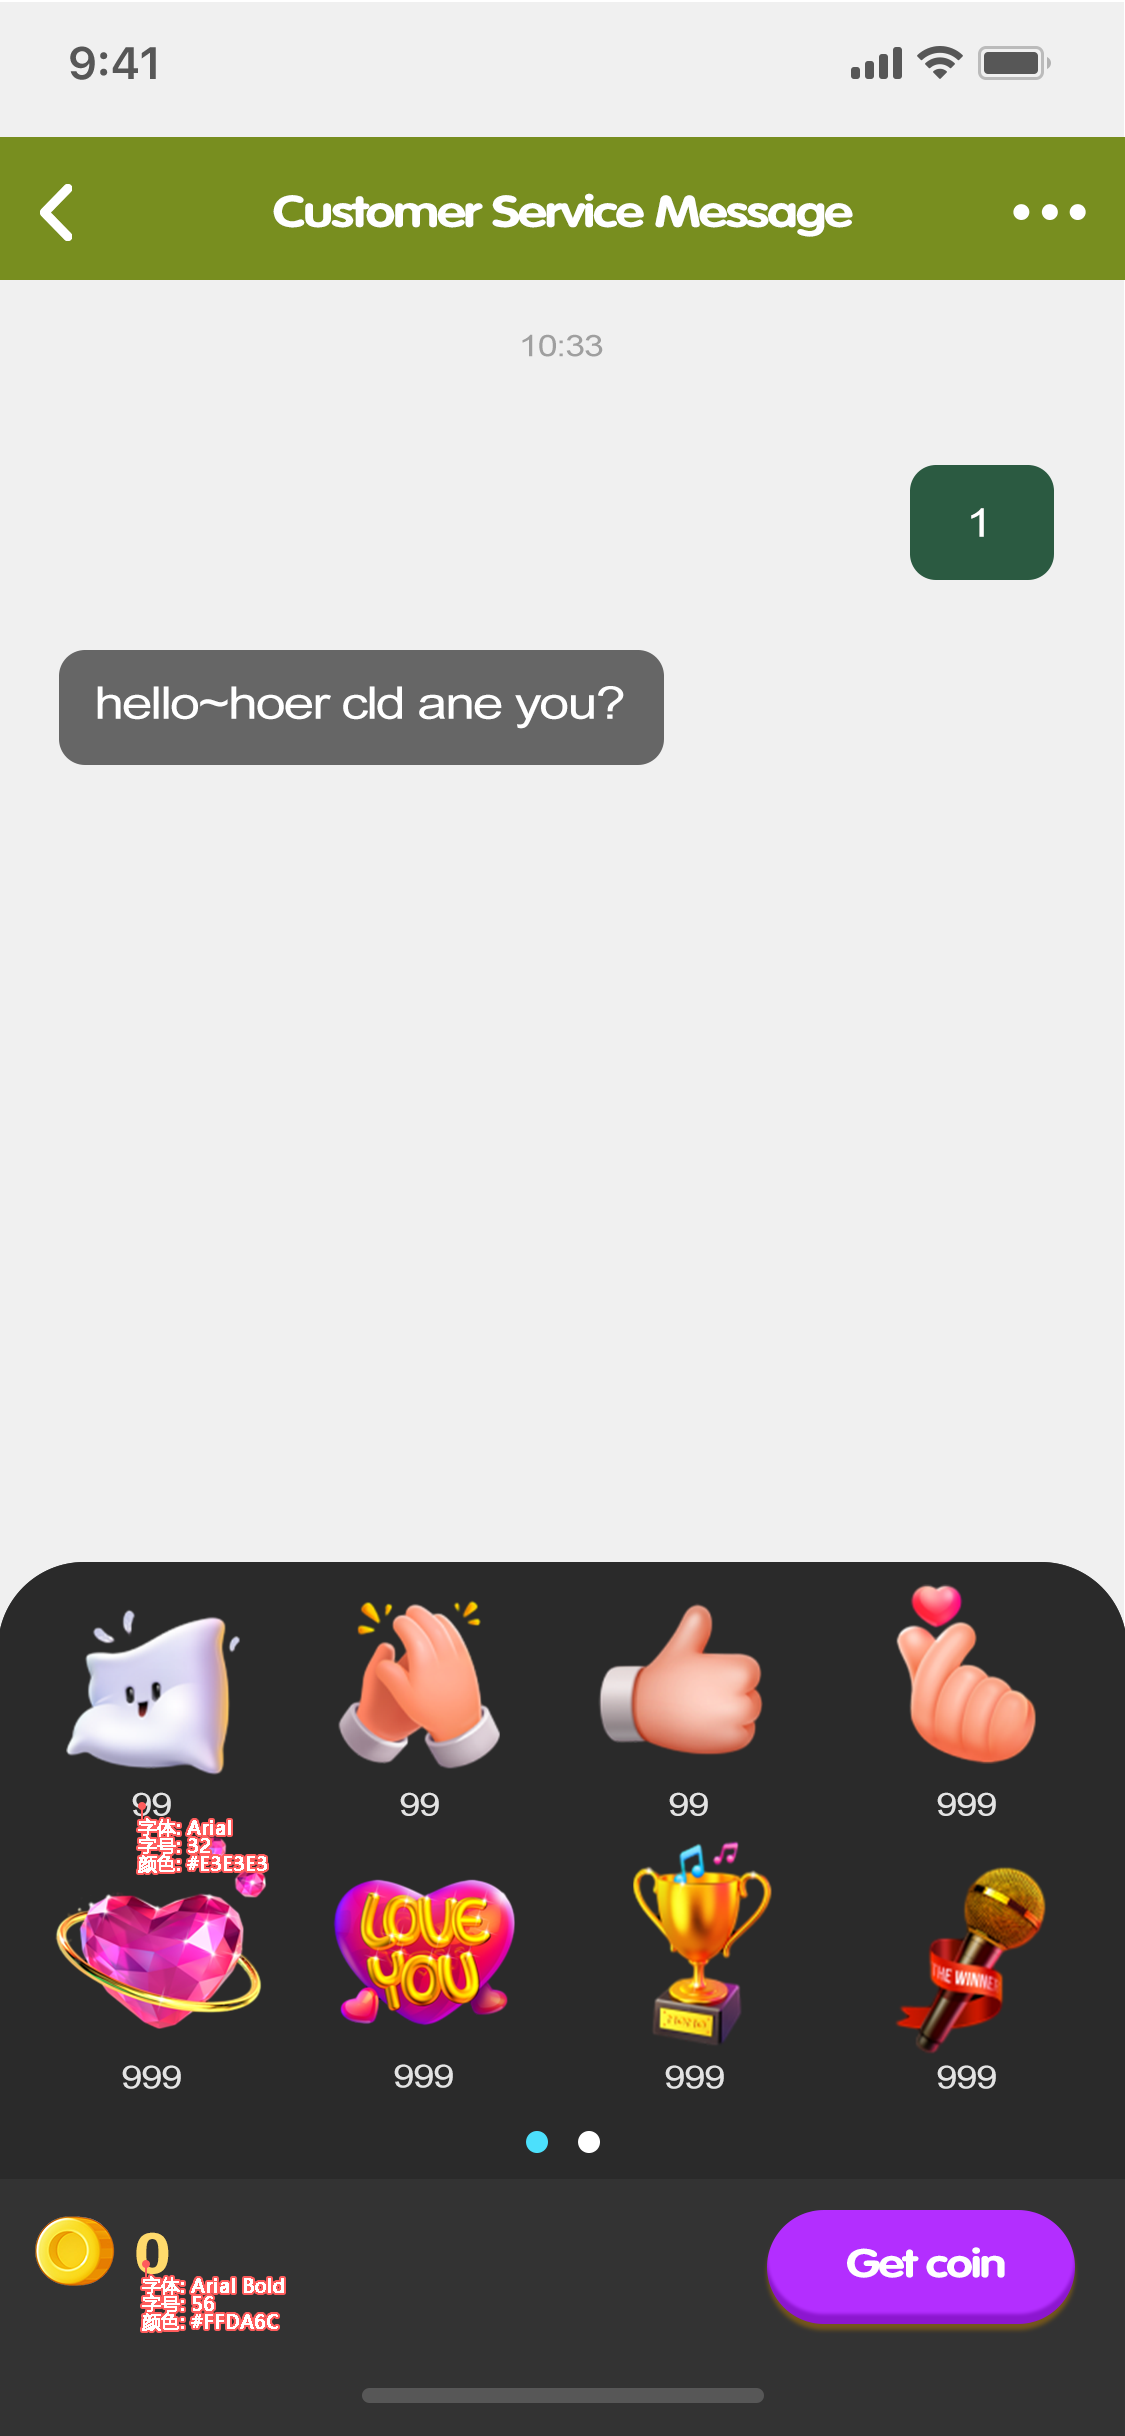 9:41
Customer Service Message
10:33
1
hello~hoer cld ane you?
99
99
99
999
字体: Arial
字号: 32
颜色: #E3E3E3
LOVE
YOU
THE WINNER
999
999
999
999
0
Get coin
字体: Arial Bold
字号: 56
颜色: #FFDA6C